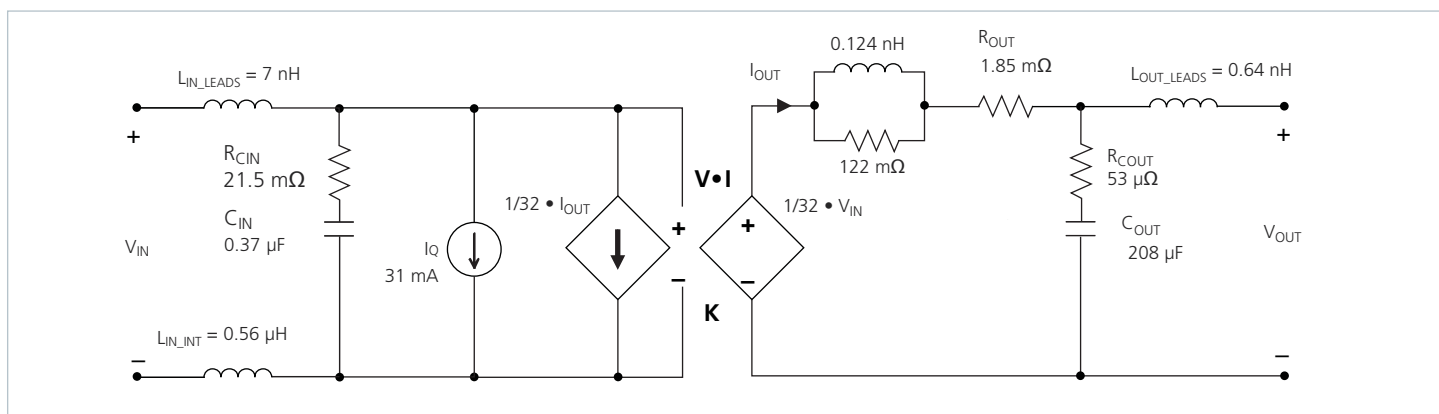 L_IN_LEADS = 7 nH
+
R_CIN
21.5 mΩ
C_IN
0.37 µF
V_IN
I_Q
31 mA
1/32 • I_OUT
L_IN_INT = 0.56 µH
–
+
–
V•I
K
+
–
1/32 • V_IN
I_OUT
0.124 nH
122 mΩ
R_OUT
1.85 mΩ
L_OUT_LEADS = 0.64 nH
+
R_COUT
53 µΩ
C_OUT
208 µF
V_OUT
–